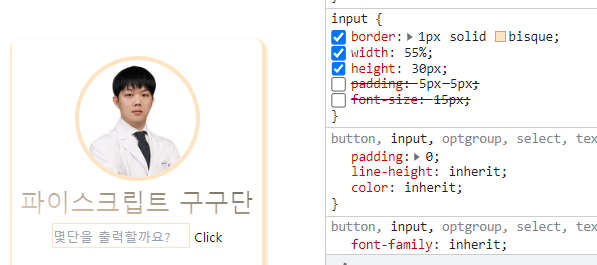 파이스크립트 구구단
몇단을 출력할까요? Click
input {
border: 1px solid bisque;
width: 55%;
height: 30px;
padding: 5px 5px;
font-size: 15px;
}
button, input, optgroup, select, tex
padding: 0;
line-height: inherit;
color: inherit;
}
button, input, optgroup, select, tex
font-family: inherit;